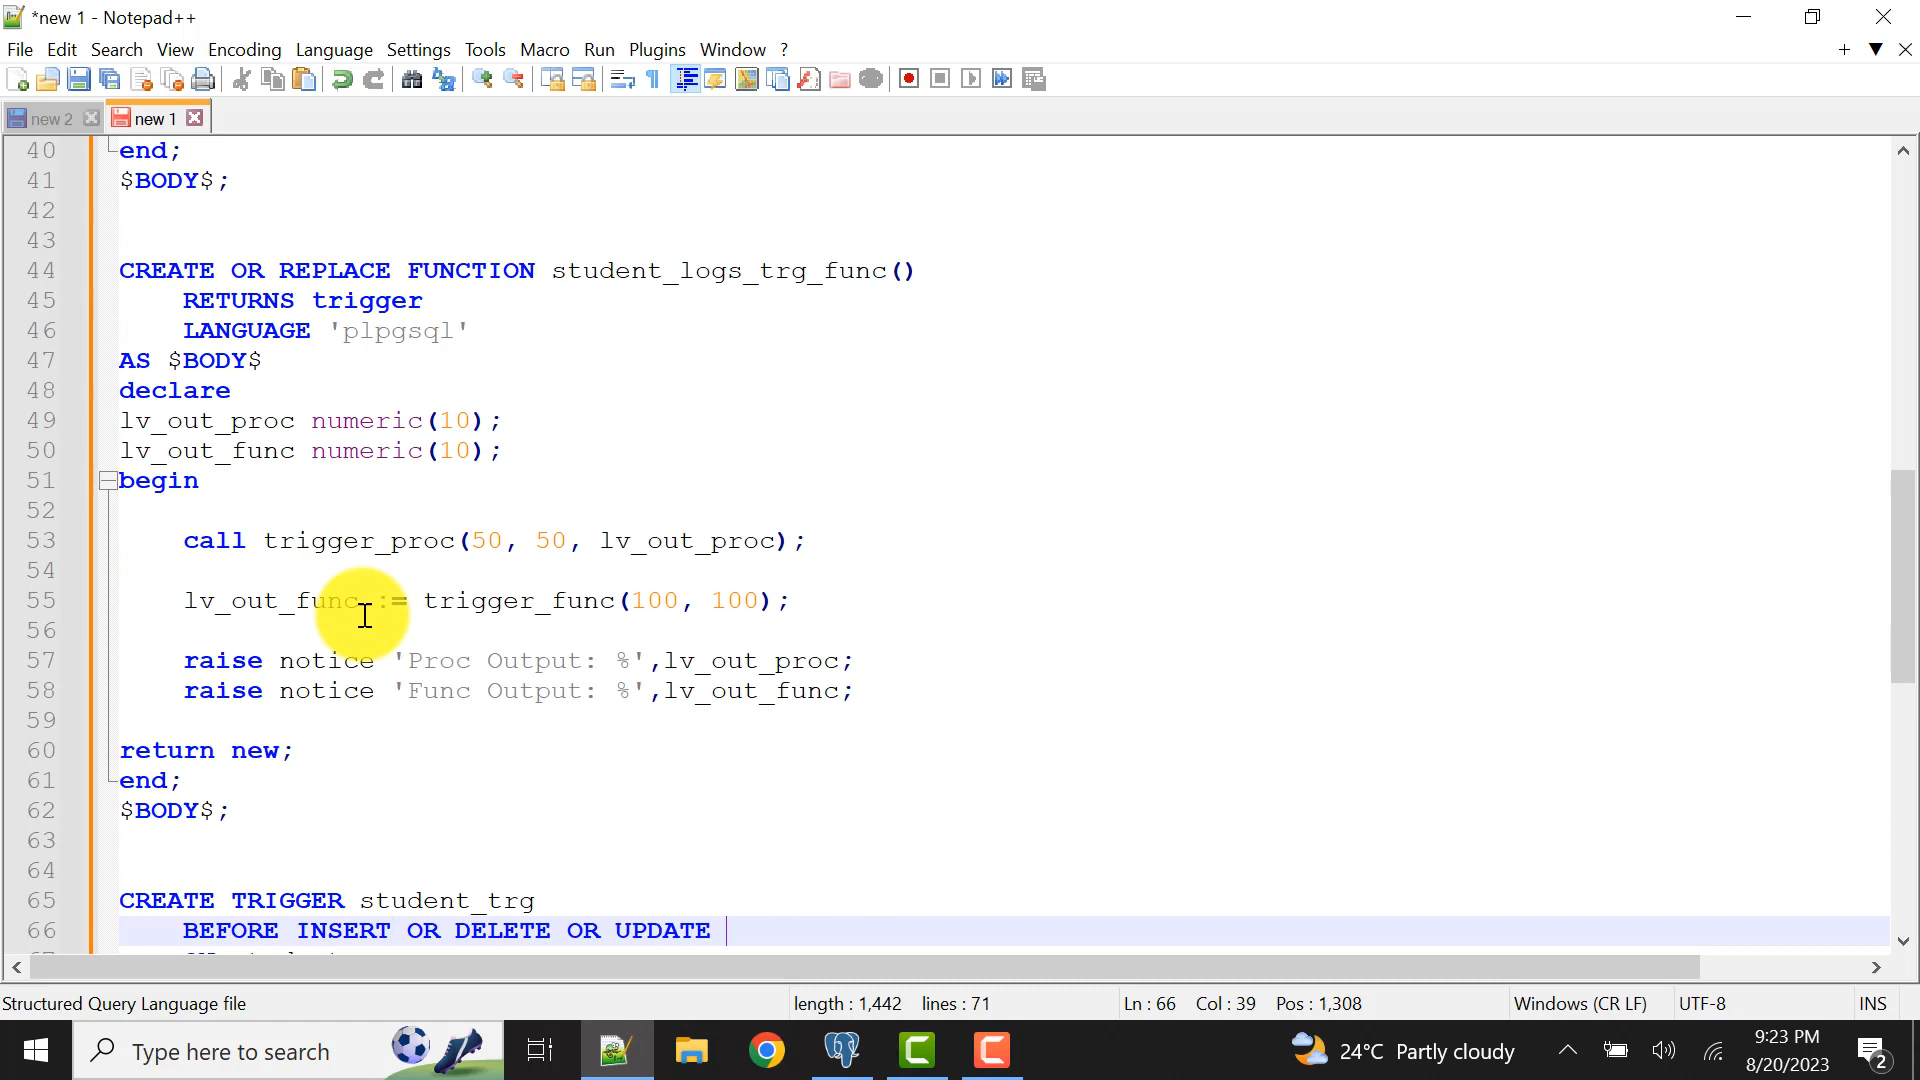 *new 1 - Notepad++
File Edit Search View Encoding Language Settings Tools Macro Run Plugins Window ?
new 2 new 1
40 end;
41 $BODY$;
42
43
44 CREATE OR REPLACE FUNCTION student_logs_trg_func()
45 RETURNS trigger
46 LANGUAGE 'plpgsql'
47 AS $BODY$
48 declare
49 lv_out_proc numeric(10);
50 lv_out_func numeric(10);
51 begin
52
53 call trigger_proc(50, 50, lv_out_proc);
54
55 lv_out_func := trigger_func(100, 100);
56
57 raise notice 'Proc Output: %',lv_out_proc;
58 raise notice 'Func Output: %',lv_out_func;
59
60 return new;
61 end;
62 $BODY$;
63
64
65 CREATE TRIGGER student_trg
66 BEFORE INSERT OR DELETE OR UPDATE
Structured Query Language file length : 1,442 lines : 71 Ln : 66 Col : 39 Pos : 1,308 Windows (CR LF) UTF-8 INS
Type here to search 24°C Partly cloudy 9:23 PM
8/20/2023 2